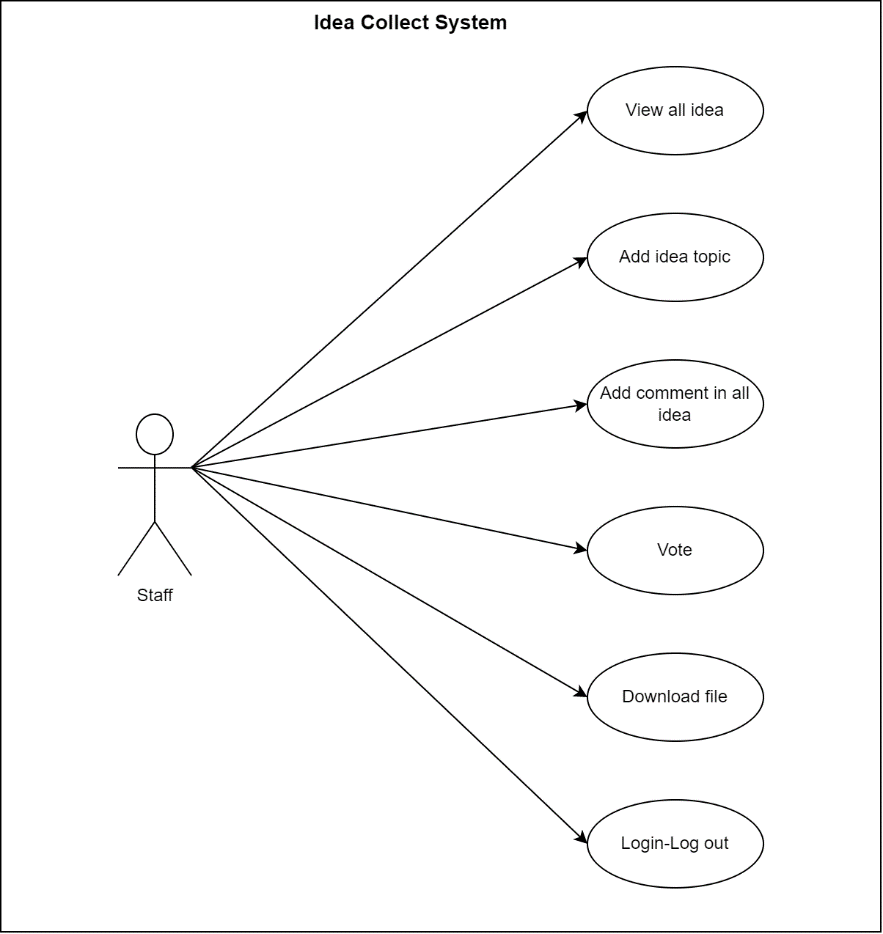 Idea Collect System
View all idea
Add idea topic
Add comment in all
idea
Vote
Staff
Download file
Login-Log out